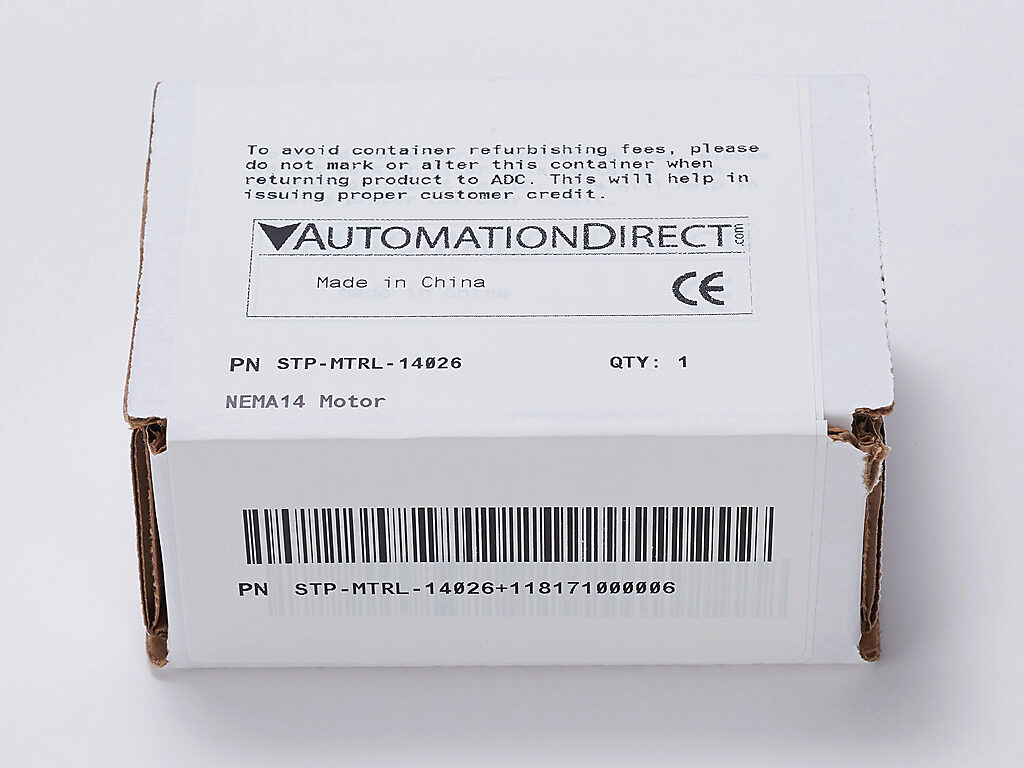 To avoid container refurbishing fees, please
do not mark or alter this container when
returning product to ADC. This will help in
issuing proper customer credit.
AUTOMATIONDIRECT.com
Made in China
CE
PN STP-MTRL-14026 QTY: 1
NEMA14 Motor
PN STP-MTRL-14026+118171000006